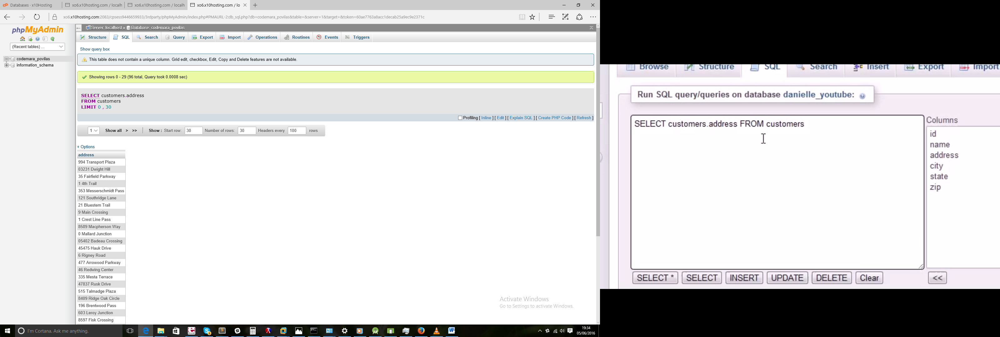 Databases - x10Hosting
xo6.x10hosting.com / localh
xo6.x10hosting.com / localh
xo6.x10hosting.com / lo
xo6.x10hosting.com:2083/cpsess9446659933/3rdparty/phpMyAdmin/index.php#PMAURL-2:db_sql.php?db=codemara_povilas&table=&server=1&target=&token=60ae7763a8acc1decab25a9ec9e2371c
phpMyAdmin
(Recent tables) ...
codemara_povilas
information_schema
Server: localhost » Database: codemara_povilas
Structure SQL Search Query Export Import Operations Routines Events Triggers
Show query box
This table does not contain a unique column. Grid edit, checkbox, Edit, Copy and Delete features are not available.
Showing rows 0 - 29 (96 total, Query took 0.0008 sec)
SELECT customers.address
FROM customers
LIMIT 0 , 30
Profiling [ Inline ] [ Edit ] [ Explain SQL ] [ Create PHP Code ] [ Refresh ]
1 Show all > >> Show : Start row: 30 Number of rows: 30 Headers every 100 rows
+ Options
address
994 Transport Plaza
03231 Dwight Hill
35 Fairfield Parkway
1 4th Trail
353 Messerschmidt Pass
121 Southridge Lane
21 Bluestem Trail
9 Main Crossing
1 Crest Line Pass
8589 Macpherson Way
0 Mallard Junction
05402 Badeau Crossing
45475 Hauk Drive
6 Rigney Road
477 Arrowood Parkway
46 Redwing Center
335 Mesta Terrace
47837 Rusk Drive
515 Talmadge Plaza
8409 Ridge Oak Circle
196 Brentwood Pass
603 Leroy Junction
8597 Fisk Crossing
Activate Windows
Go to Settings to activate Windows.
I'm Cortana. Ask me anything.
19:34
05/06/2016
Browse Structure SQL Search Insert Export Import
Run SQL query/queries on database danielle_youtube:
SELECT customers.address FROM customers
Columns
id
name
address
city
state
zip
SELECT * SELECT INSERT UPDATE DELETE Clear <<